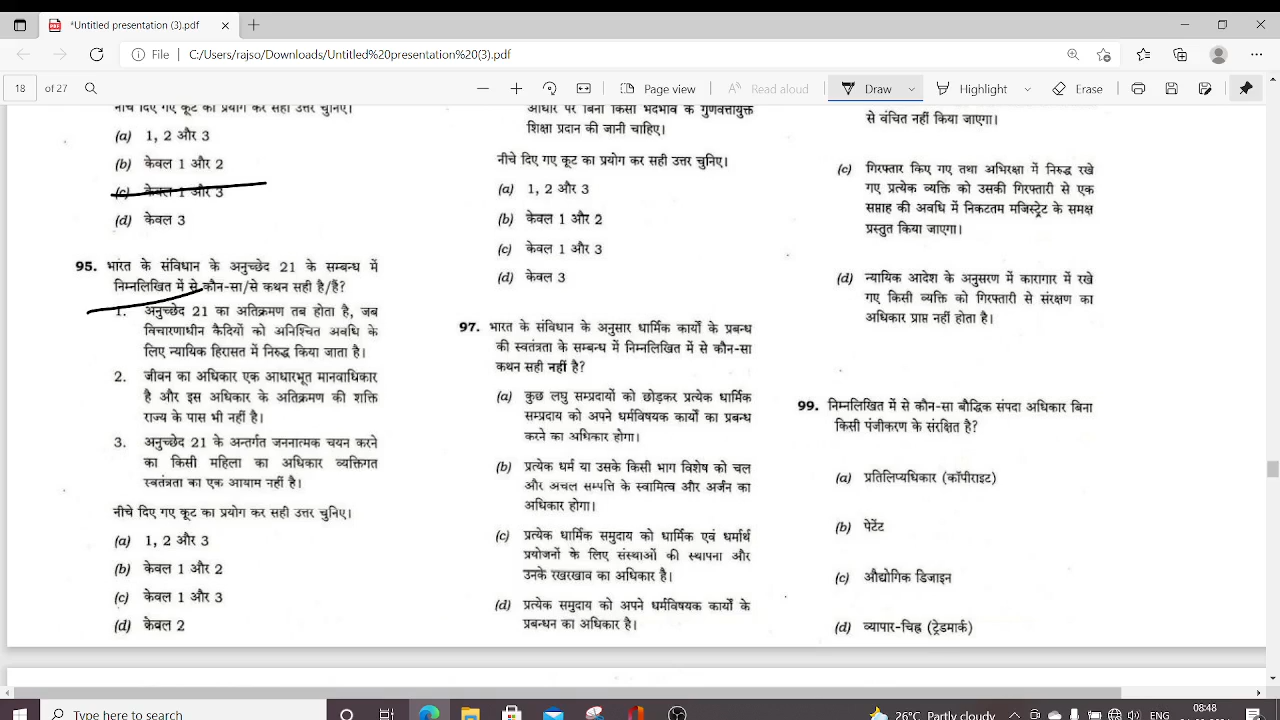 *Untitled presentation (3).pdf
File
C:/Users/rajso/Downloads/Untitled%20presentation%20(3).pdf
18 of 27
Page view
Read aloud
Draw
Highlight
Erase
नीचे दिए गए कूट का प्रयोग कर सही उत्तर चुनिए।
(a) 1, 2 और 3
(b) केवल 1 और 2
(c) केवल 1 और 3
(d) केवल 3
95. भारत के संविधान के अनुच्छेद 21 के सम्बन्ध में
निम्नलिखित में से कौन-सा/से कथन सही है/हैं?
1. अनुच्छेद 21 का अतिक्रमण तब होता है, जब
विचारणाधीन कैदियों को अनिश्चित अवधि के
लिए न्यायिक हिरासत में निरुद्ध किया जाता है।
2. जीवन का अधिकार एक आधारभूत मानवाधिकार
है और इस अधिकार के अतिक्रमण की शक्ति
राज्य के पास भी नहीं है।
3. अनुच्छेद 21 के अन्तर्गत जननात्मक चयन करने
का किसी महिला का अधिकार व्यक्तिगत
स्वतंत्रता का एक आयाम नहीं है।
नीचे दिए गए कूट का प्रयोग कर सही उत्तर चुनिए।
(a) 1, 2 और 3
(b) केवल 1 और 2
(c) केवल 1 और 3
(d) केवल 2
आधार पर बिना किसी भेदभाव के गुणवत्तायुक्त
शिक्षा प्रदान की जानी चाहिए।
नीचे दिए गए कूट का प्रयोग कर सही उत्तर चुनिए।
(a) 1, 2 और 3
(b) केवल 1 और 2
(c) केवल 1 और 3
(d) केवल 3
97. भारत के संविधान के अनुसार धार्मिक कार्यों के प्रबन्ध
की स्वतंत्रता के सम्बन्ध में निम्नलिखित में से कौन-सा
कथन सही नहीं है?
(a) कुछ लघु सम्प्रदायों को छोड़कर प्रत्येक धार्मिक
सम्प्रदाय को अपने धर्मविषयक कार्यों का प्रबन्ध
करने का अधिकार होगा।
(b) प्रत्येक धर्म या उसके किसी भाग विशेष को चल
और अचल सम्पत्ति के स्वामित्व और अर्जन का
अधिकार होगा।
(c) प्रत्येक धार्मिक समुदाय को धार्मिक एवं धर्मार्थ
प्रयोजनों के लिए संस्थाओं की स्थापना और
उनके रखरखाव का अधिकार है।
(d) प्रत्येक समुदाय को अपने धर्मविषयक कार्यों के
प्रबन्धन का अधिकार है।
से वंचित नहीं किया जाएगा।
(c) गिरफ्तार किए गए तथा अभिरक्षा में निरुद्ध रखे
गए प्रत्येक व्यक्ति को उसकी गिरफ्तारी से एक
सप्ताह की अवधि में निकटतम मजिस्ट्रेट के समक्ष
प्रस्तुत किया जाएगा।
(d) न्यायिक आदेश के अनुसरण में कारागार में रखे
गए किसी व्यक्ति को गिरफ्तारी से संरक्षण का
अधिकार प्राप्त नहीं होता है।
99. निम्नलिखित में से कौन-सा बौद्धिक संपदा अधिकार बिना
किसी पंजीकरण के संरक्षित है?
(a) प्रतिलिप्यधिकार (कॉपीराइट)
(b) पेटेंट
(c) औद्योगिक डिजाइन
(d) व्यापार-चिह्न (ट्रेडमार्क)
Type here to search
26°C Partly cloudy
ENG
08:48